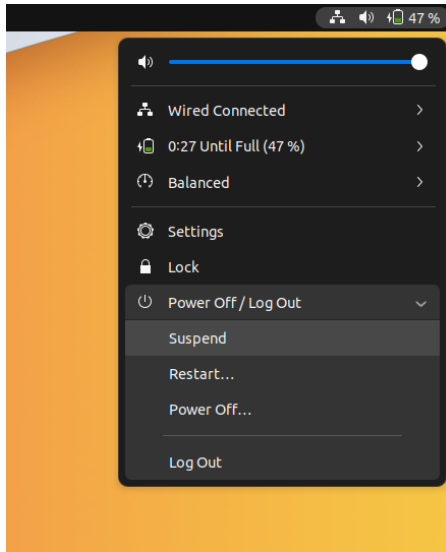 47 %
Wired Connected
0:27 Until Full (47 %)
Balanced
Settings
Lock
Power Off / Log Out
Suspend
Restart…
Power Off…
Log Out